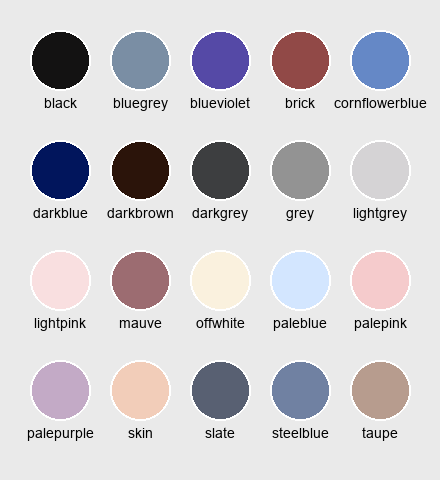 black bluegrey blueviolet brick cornflowerblue
darkblue darkbrown darkgrey grey lightgrey
lightpink mauve offwhite paleblue palepink
palepurple skin slate steelblue taupe